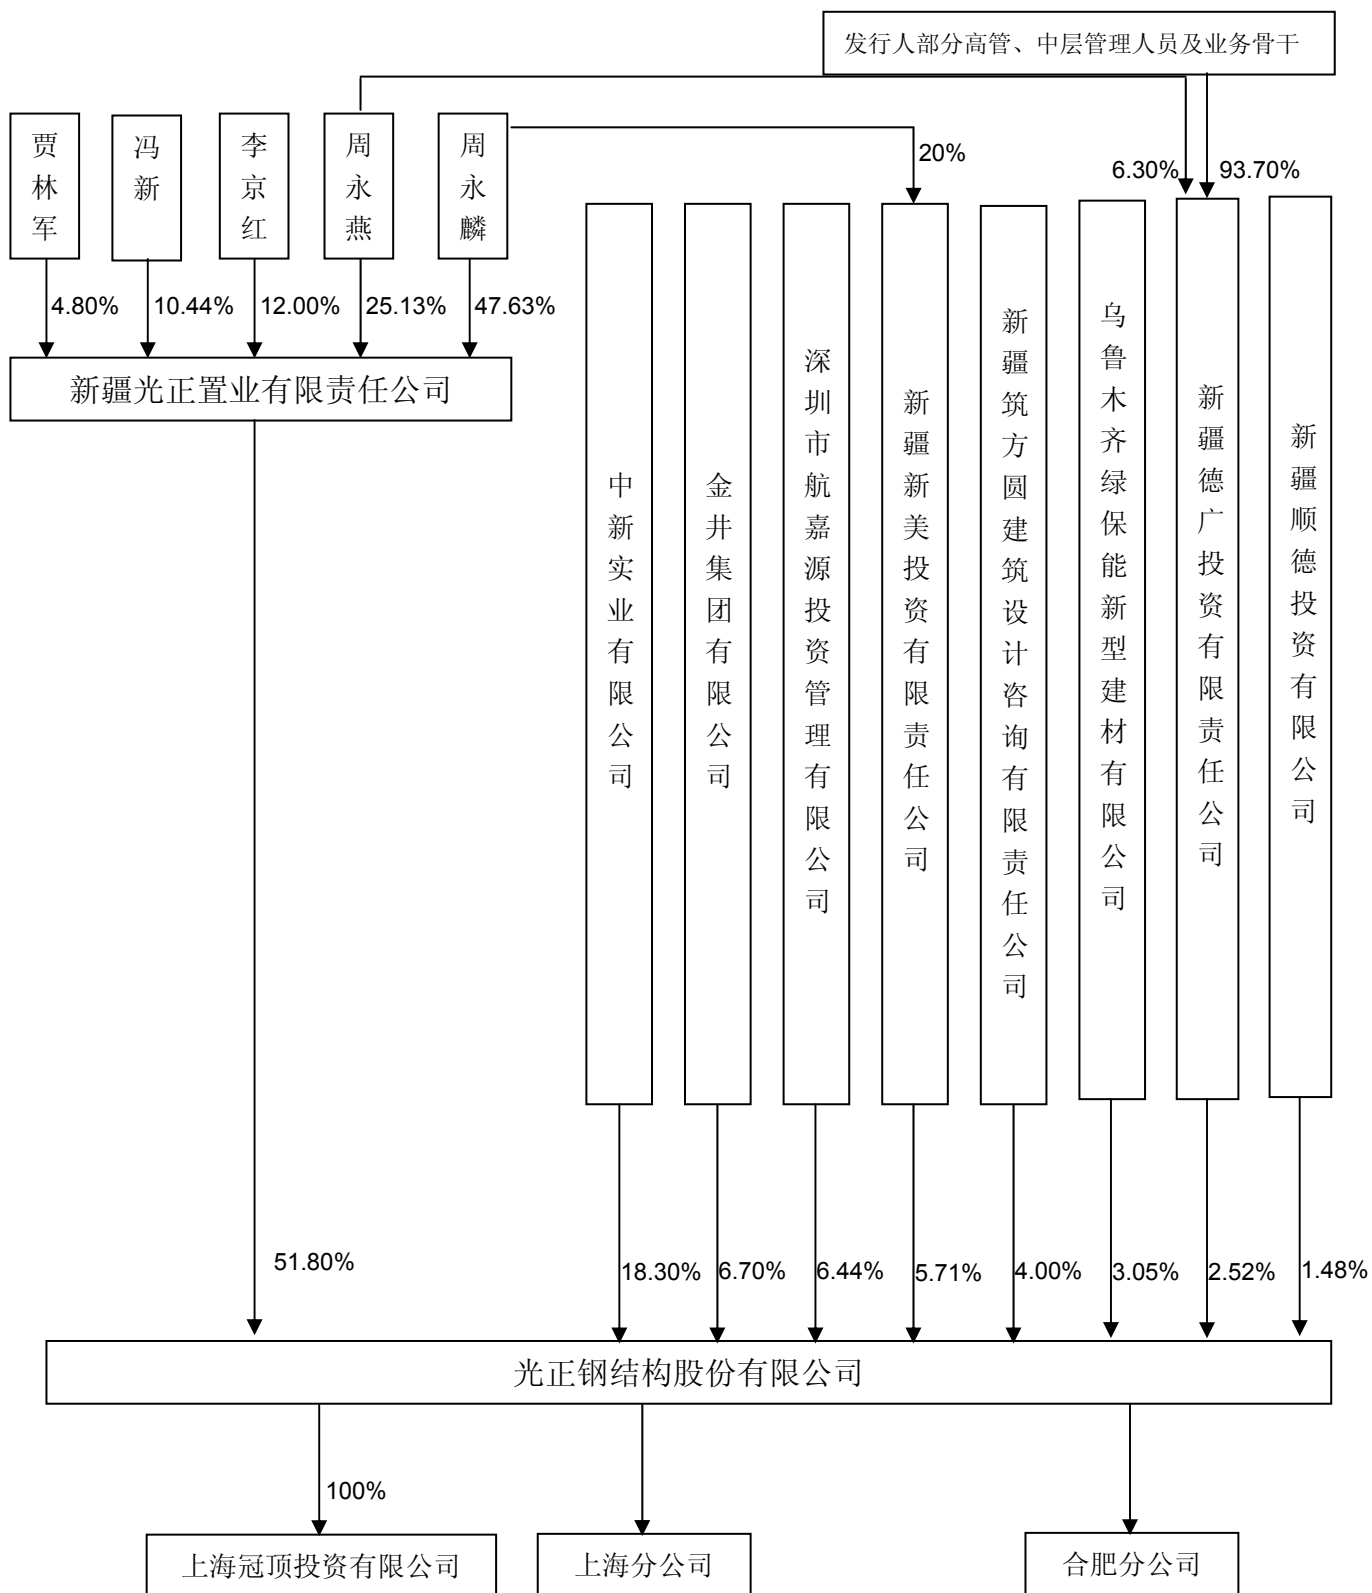 发行人部分高管、中层管理人员及业务骨干
贾林军
冯新
李京红
周永燕
周永麟
20%
6.30%
93.70%
4.80%
10.44%
12.00%
25.13%
47.63%
新疆光正置业有限责任公司
中新实业有限公司
金井集团有限公司
深圳市航嘉源投资管理有限公司
新疆新美投资有限责任公司
新疆筑方圆建筑设计咨询有限责任公司
乌鲁木齐绿保能新型建材有限公司
新疆德广投资有限责任公司
新疆顺德投资有限公司
51.80%
18.30%
6.70%
6.44%
5.71%
4.00%
3.05%
2.52%
1.48%
光正钢结构股份有限公司
100%
上海冠顶投资有限公司
上海分公司
合肥分公司